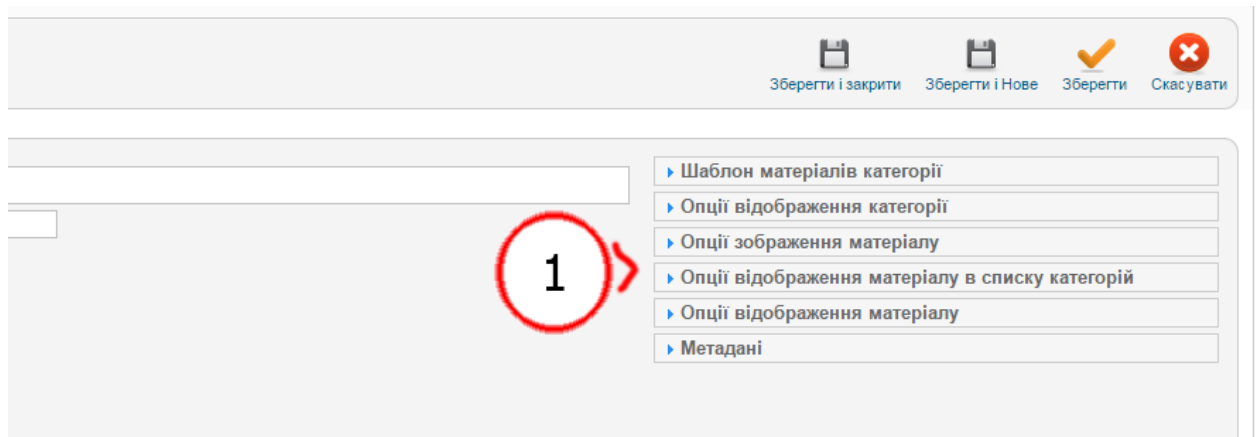 Зберегти і закрити Зберегти і Нове Зберегти Скасувати
Шаблон матеріалів категорії
Опції відображення категорії
Опції зображення матеріалу
1
Опції відображення матеріалу в списку категорій
Опції відображення матеріалу
Метадані